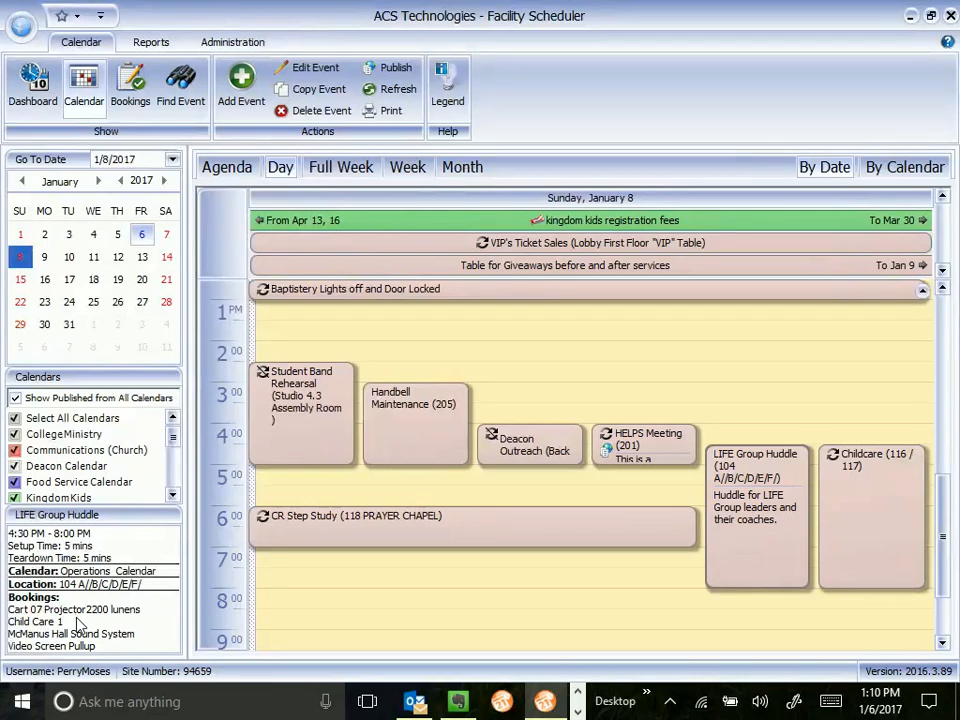 ACS Technologies - Facility Scheduler
Calendar
Reports
Administration
Dashboard
Calendar
Bookings
Find Event
Show
Add Event
Edit Event
Copy Event
Delete Event
Publish
Refresh
Print
Actions
Legend
Help
Go To Date
1/8/2017
January
2017
SU MO TU WE TH FR SA
1 2 3 4 5 6 7
8 9 10 11 12 13 14
15 16 17 18 19 20 21
22 23 24 25 26 27 28
29 30 31 1 2 3 4
5 6 7 8 9 10 11
Calendars
Show Published from All Calendars
Select All Calendars
CollegeMinistry
Communications (Church)
Deacon Calendar
Food Service Calendar
KingdomKids
LIFE Group Huddle
4:30 PM - 8:00 PM
Setup Time: 5 mins
Teardown Time: 5 mins
Calendar: Operations Calendar
Location: 104 A//B/C/D/E/F/
Bookings:
Cart 07 Projector2200 lunens
Child Care 1
McManus Hall Sound System
Video Screen Pullup
Agenda
Day
Full Week
Week
Month
By Date
By Calendar
Sunday, January 8
From Apr 13, 16
kingdom kids registration fees
To Mar 30
VIP's Ticket Sales (Lobby First Floor "VIP" Table)
Table for Giveaways before and after services
To Jan 9
Baptistery Lights off and Door Locked
1 PM
2 00
3 00
4 00
5 00
6 00
7 00
8 00
9 00
Student Band
Rehearsal
(Studio 4.3
Assembly Room
)
Handbell
Maintenance (205)
Deacon
Outreach (Back
HELPS Meeting
(201)
This is a
LIFE Group Huddle
(104
A//B/C/D/E/F/)
Huddle for LIFE
Group leaders and
their coaches.
Childcare (116 /
117)
CR Step Study (118 PRAYER CHAPEL)
Username: PerryMoses
Site Number: 94659
Version: 2016.3.89
Ask me anything
Desktop
1:10 PM
1/6/2017